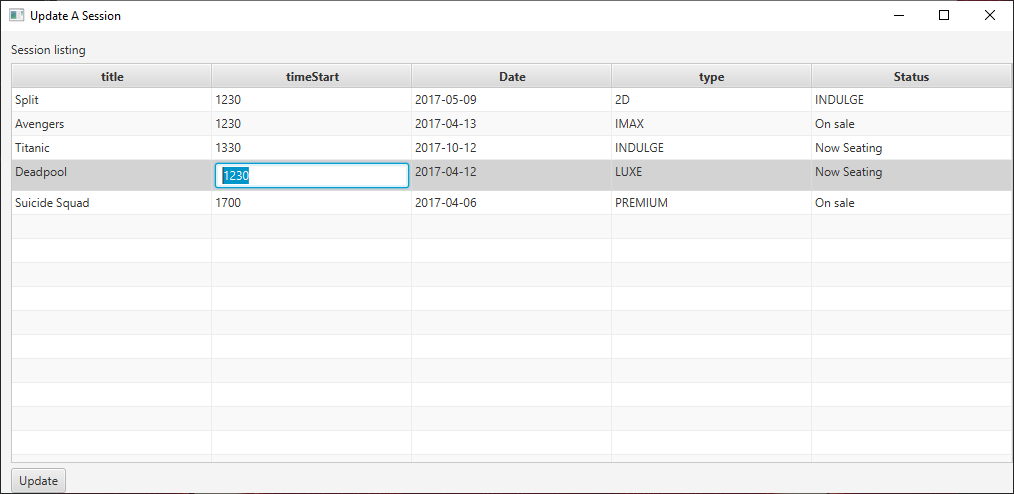 Update A Session
Session listing
title timeStart Date type Status
Split 1230 2017-05-09 2D INDULGE
Avengers 1230 2017-04-13 IMAX On sale
Titanic 1330 2017-10-12 INDULGE Now Seating
Deadpool 1230 2017-04-12 LUXE Now Seating
Suicide Squad 1700 2017-04-06 PREMIUM On sale
Update